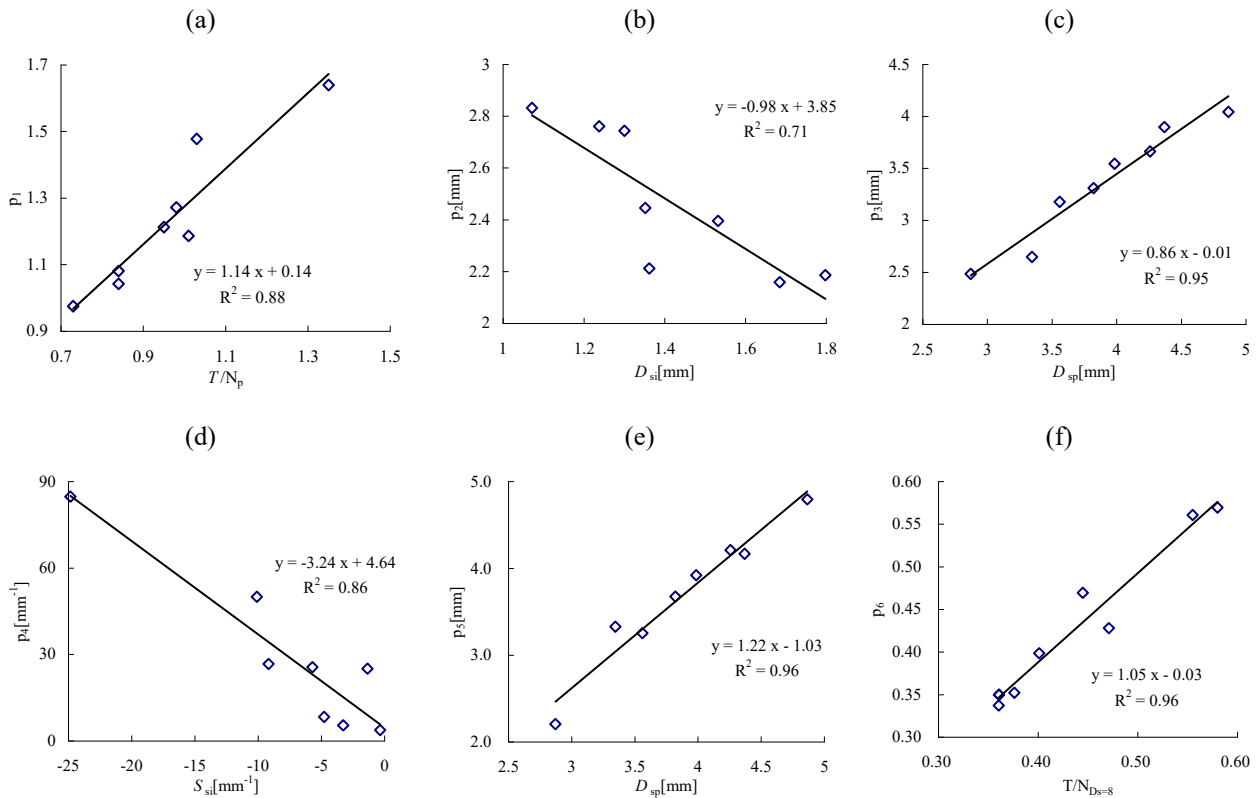 (a)
1.7
1.5
1.3
1.1
0.9
p1
y = 1.14 x + 0.14
R2 = 0.88
0.7 0.9 1.1 1.3 1.5
T/Np
(b)
3
2.8
2.6
2.4
2.2
2
p2[mm]
y = -0.98 x + 3.85
R2 = 0.71
1 1.2 1.4 1.6 1.8
D si[mm]
(c)
4.5
4
3.5
3
2.5
2
p3[mm]
y = 0.86 x - 0.01
R2 = 0.95
2.5 3 3.5 4 4.5 5
D sp[mm]
(d)
90
60
30
0
p4[mm-1]
y = -3.24 x + 4.64
R2 = 0.86
-25 -20 -15 -10 -5 0
S si[mm-1]
(e)
5.0
4.0
3.0
2.0
p5[mm]
y = 1.22 x - 1.03
R2 = 0.96
2.5 3 3.5 4 4.5 5
D sp[mm]
(f)
0.60
0.55
0.50
0.45
0.40
0.35
0.30
p6
y = 1.05 x - 0.03
R2 = 0.96
0.30 0.40 0.50 0.60
T/NDs=8